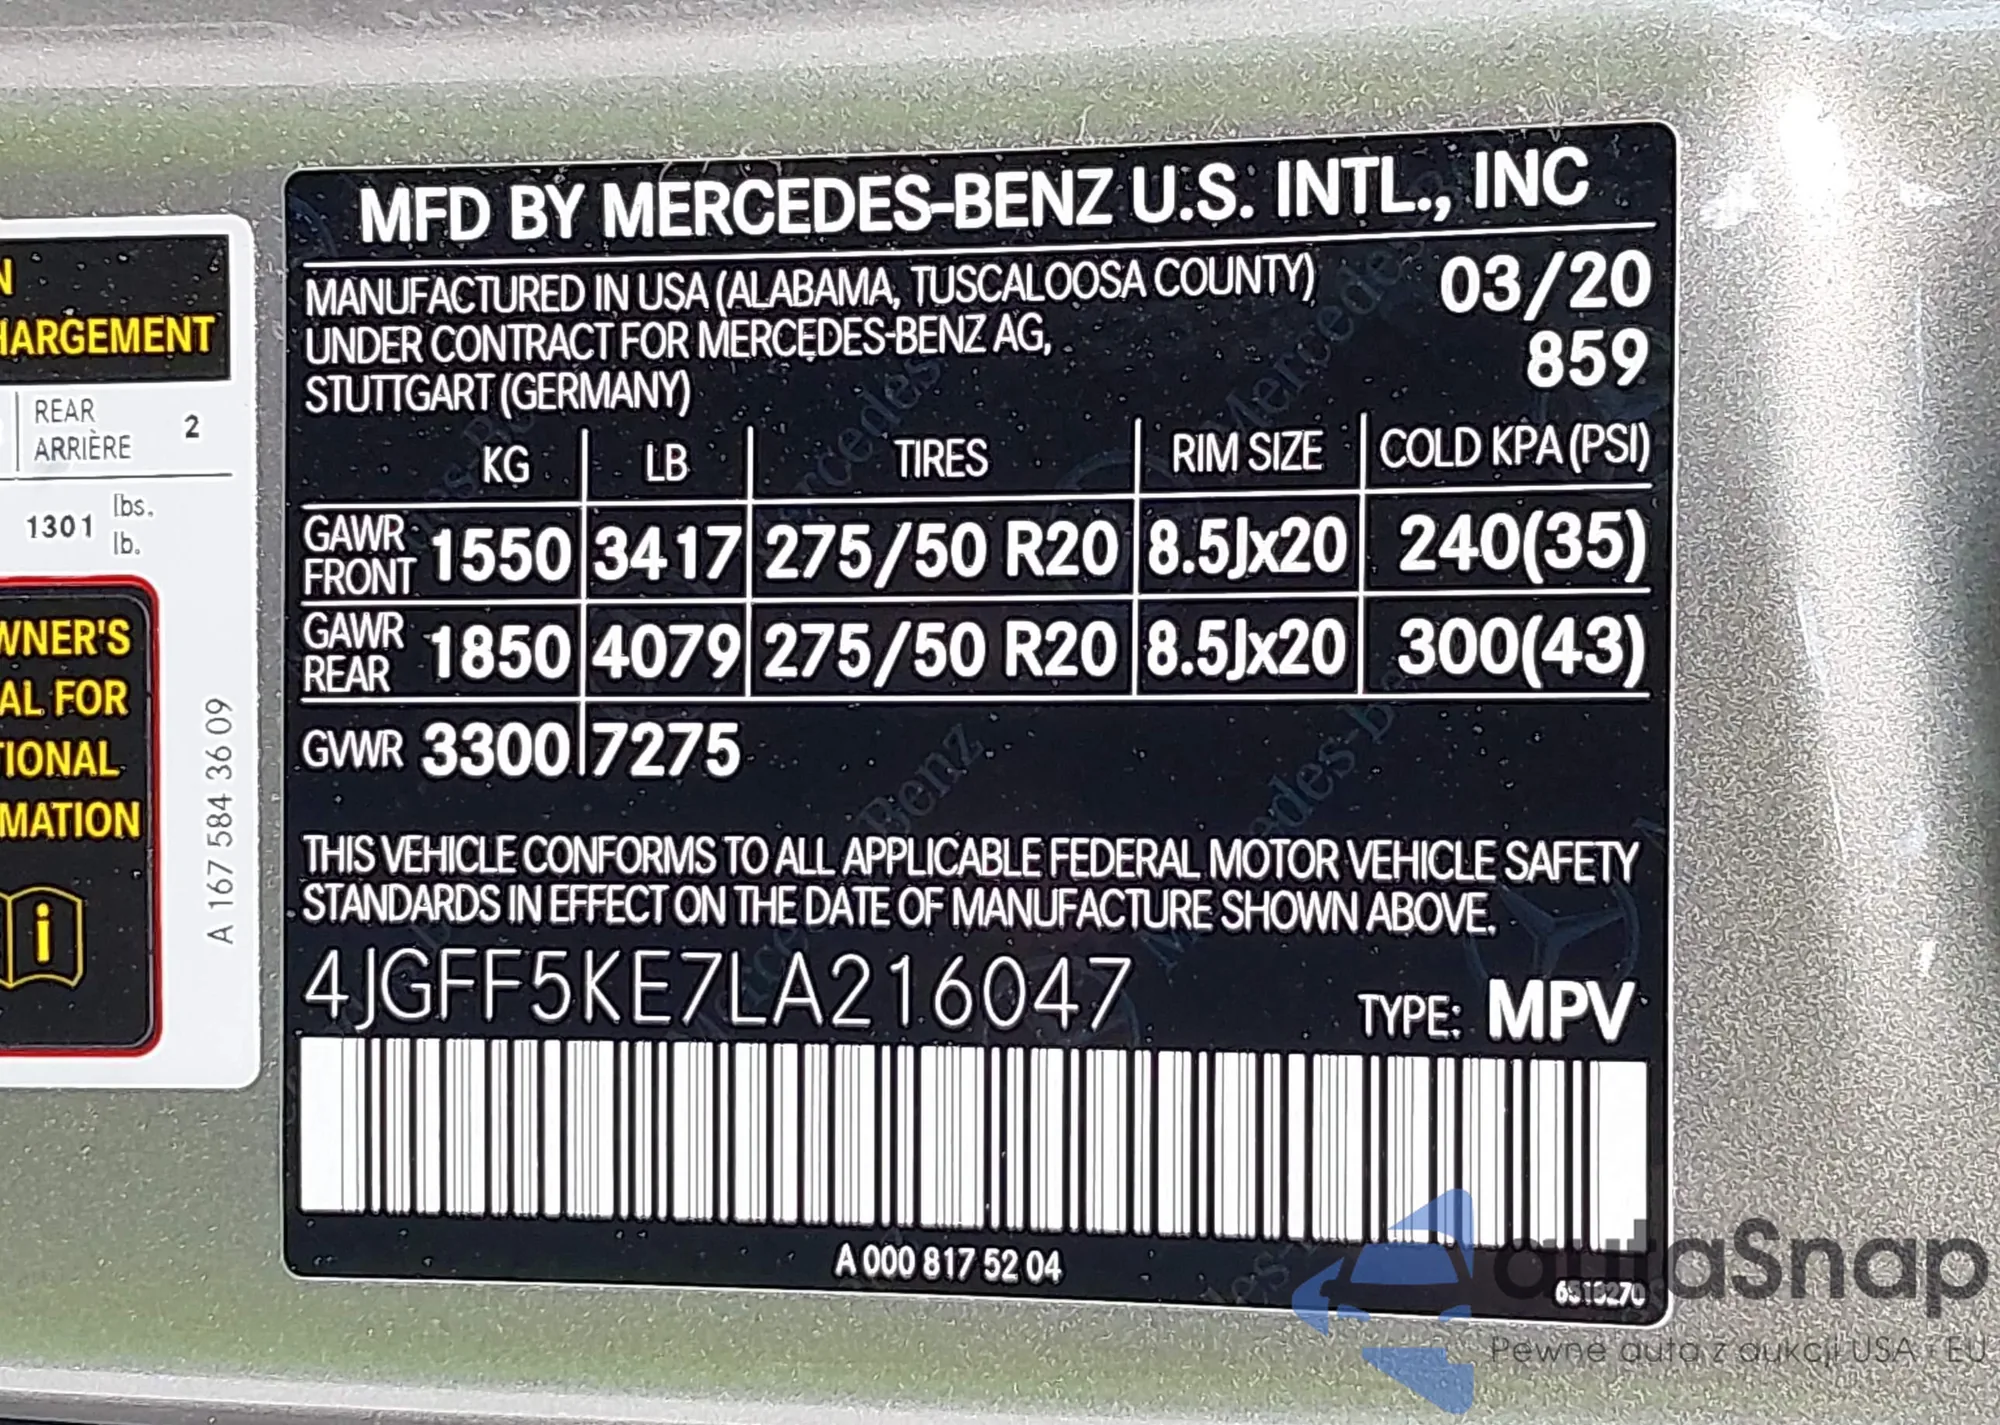 N
HARGEMENT
REAR
ARRIÈRE 2
1301 lbs.
lb.
WNER'S
AL FOR
TIONAL
MATION
i
A 167 584 36 09
MFD BY MERCEDES-BENZ U.S. INTL., INC
MANUFACTURED IN USA (ALABAMA, TUSCALOOSA COUNTY) 03/20
UNDER CONTRACT FOR MERCEDES-BENZ AG, 859
STUTTGART (GERMANY)
KG LB TIRES RIM SIZE COLD KPA (PSI)
GAWR FRONT 1550 3417 275/50 R20 8.5Jx20 240(35)
GAWR REAR 1850 4079 275/50 R20 8.5Jx20 300(43)
GVWR 3300 7275
THIS VEHICLE CONFORMS TO ALL APPLICABLE FEDERAL MOTOR VEHICLE SAFETY
STANDARDS IN EFFECT ON THE DATE OF MANUFACTURE SHOWN ABOVE.
4JGFF5KE7LA216047 TYPE: MPV
A 000 817 52 04
autaSnap
Pewne auta z aukcji USA i EU